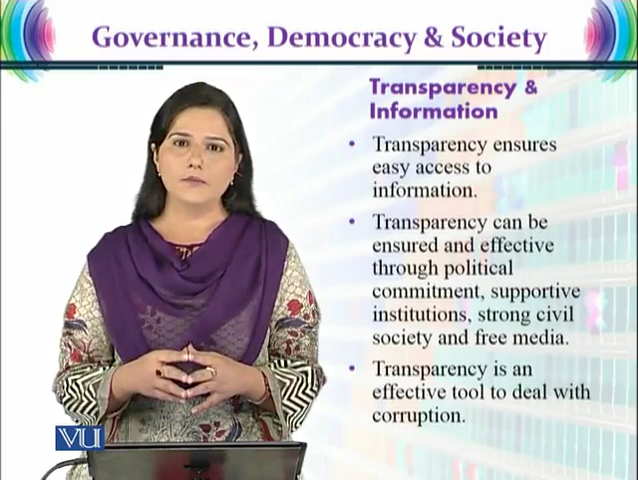 Governance, Democracy & Society
Transparency &
Information
• Transparency ensures
easy access to
information.
• Transparency can be
ensured and effective
through political
commitment, supportive
institutions, strong civil
society and free media.
• Transparency is an
effective tool to deal with
corruption.
VU